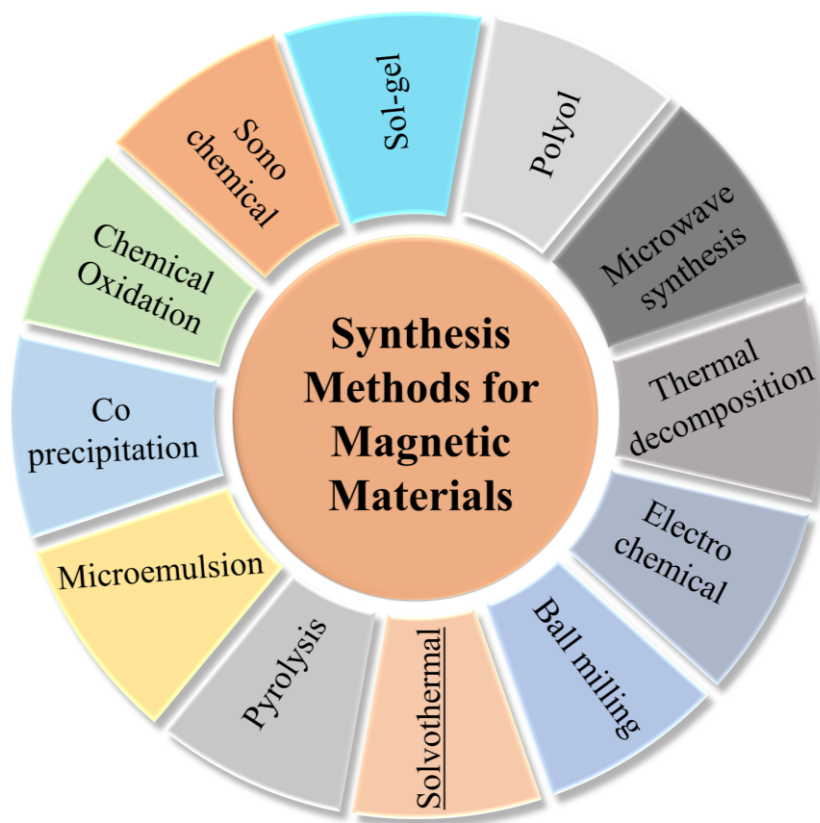 Synthesis
Methods for
Magnetic
Materials
Sol-gel
Polyol
Microwave
synthesis
Thermal
decomposition
Electro
chemical
Ball milling
Solvothermal
Pyrolysis
Microemulsion
Co
precipitation
Chemical
Oxidation
Sono
chemical